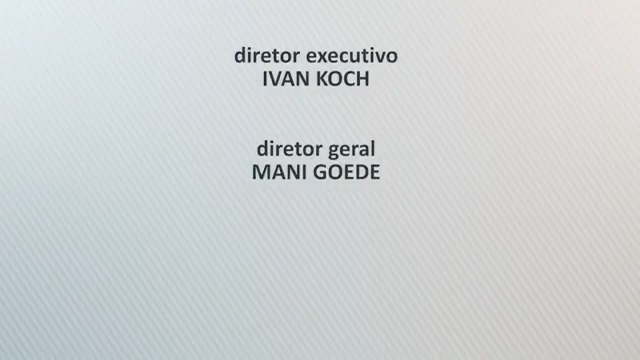 diretor executivo
IVAN KOCH
diretor geral
MANI GOEDE